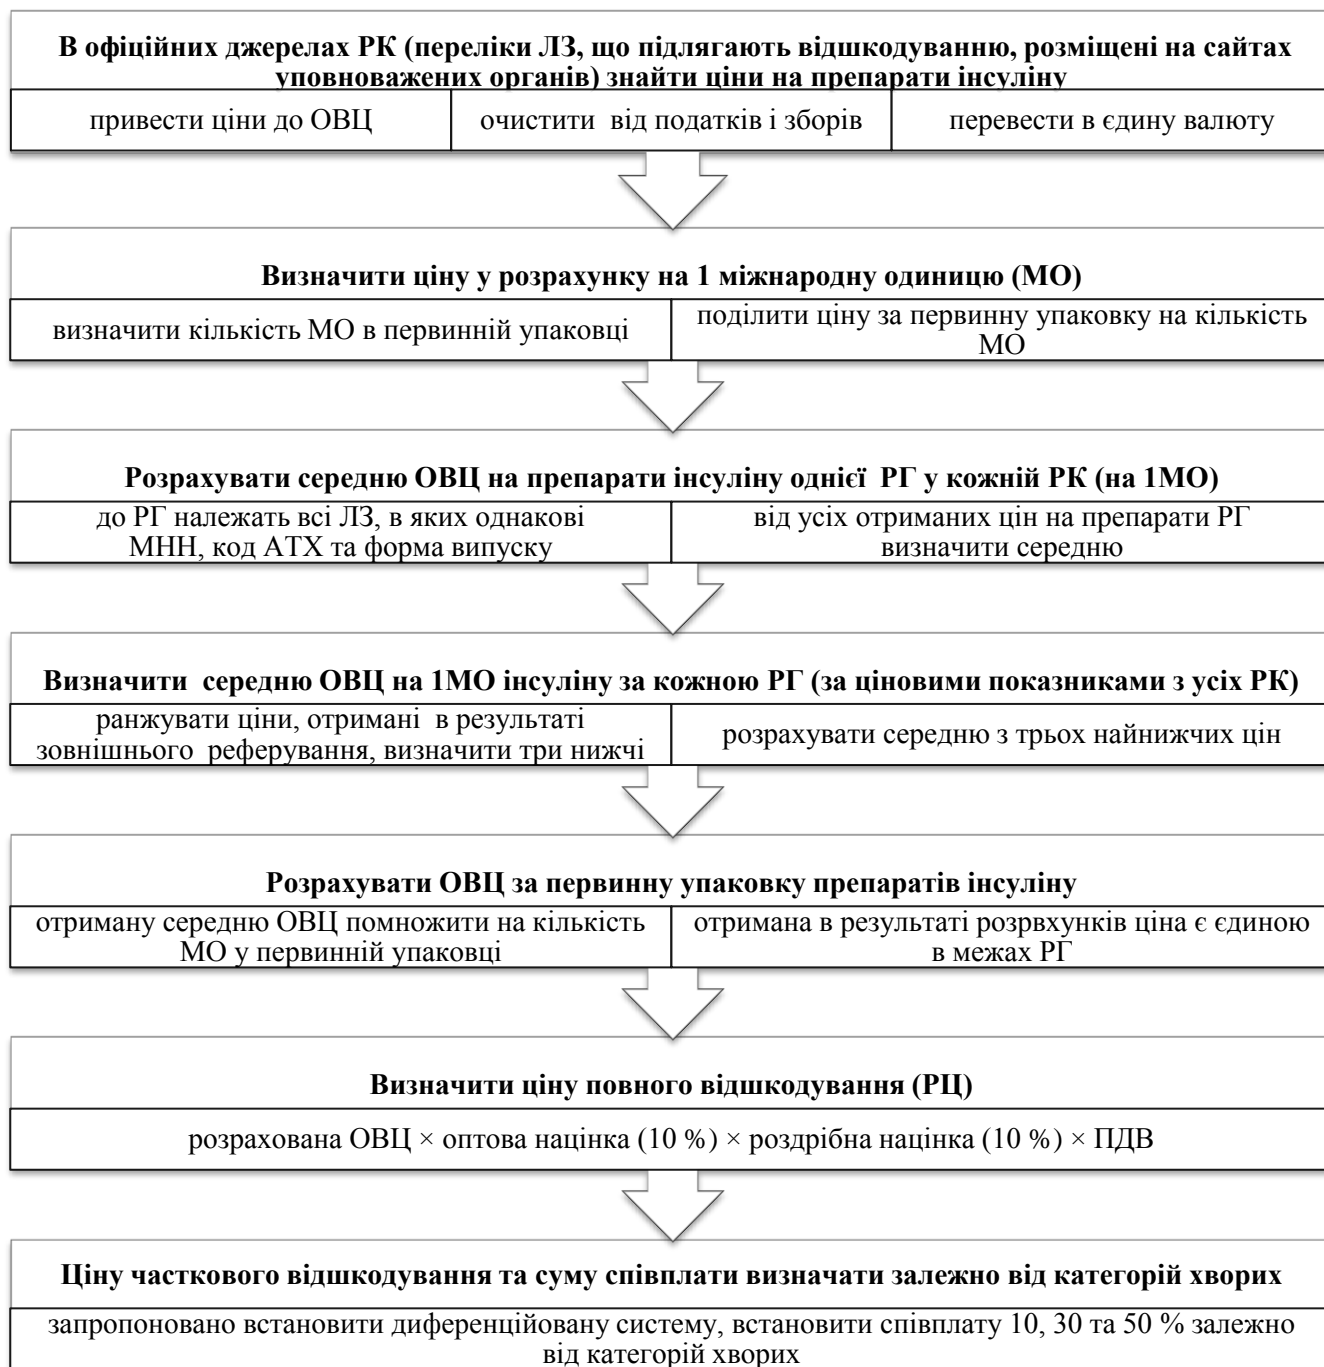 В офіційних джерелах РК (переліки ЛЗ, що підлягають відшкодуванню, розміщені на сайтах
уповноважених органів) знайти ціни на препарати інсуліну
привести ціни до ОВЦ
очистити від податків і зборів
перевести в єдину валюту
Визначити ціну у розрахунку на 1 міжнародну одиницю (МО)
визначити кількість МО в первинній упаковці
поділити ціну за первинну упаковку на кількість
МО
Розрахувати середню ОВЦ на препарати інсуліну однієї РГ у кожній РК (на 1МО)
до РГ належать всі ЛЗ, в яких однакові
МНН, код АТХ та форма випуску
від усіх отриманих цін на препарати РГ
визначити середню
Визначити середню ОВЦ на 1МО інсуліну за кожною РГ (за ціновими показниками з усіх РК)
ранжувати ціни, отримані в результаті
зовнішнього реферування, визначити три нижчі
розрахувати середню з трьох найнижчих цін
Розрахувати ОВЦ за первинну упаковку препаратів інсуліну
отриману середню ОВЦ помножити на кількість
МО у первинній упаковці
отримана в результаті розрвхунків ціна є єдиною
в межах РГ
Визначити ціну повного відшкодування (РЦ)
розрахована ОВЦ × оптова націнка (10 %) × роздрібна націнка (10 %) × ПДВ
Ціну часткового відшкодування та суму співплати визначати залежно від категорій хворих
запропоновано встановити диференційовану систему, встановити співплату 10, 30 та 50 % залежно
від категорій хворих